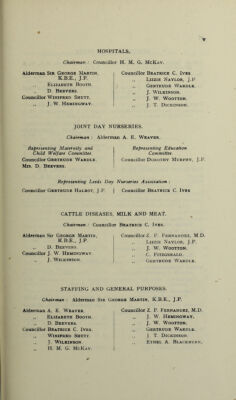 v
HOSPITALS,
Chairman : Councillor H. M. G. McKay.
Alderman Sir George Martin, K.B.E., J.P.
,, Elizabeth Booth.
,, D. Beevers.
Councillor Winifred Shutt.
,, J. W. Hemingway.
Councillor Beatrice C. Ives.
,, Lizzie Naylor, J.P.
,, Gertrude Wardle.
,, J. Wilkinson.
,, J. W. Wootton.
,, J. T. Dickinson.
JOINT DAY NURSERIES.
Chairman : Alderman A. E. Weaver.
Representing Maternity and
Child Welfare Committee.
Councillor Gertrude Wardle.
Mrs. D. Beevers.
Representing Education
Committee.
Councillor Dorothy Murphy, J.P.
Representing Leeds Day Nurseries Association :
Councillor Gertrude Halbot, J.P.
Councillor Beatrice C. Ives
CATTLE DISEASES, MILK AND MEAT.
Chairman : Councillor Beatrice C. Ives.
Alderman Sir George Martin,
K.B.E., J.P.
,, D. Beevers.
Councillor J. W. Hemingway.
,, J. Wilkinson.
Councillor Z. P. Fernandez, M.D.
,, Lizzie Naylor, J.P.
,, J. W. Wootton.
,, C. Fitzgerald.
,, Gertrude Wardle.
STAFFING AND GENERAL PURPOSES.
Chairman : Alderman Sir George Martin, K.B.E., J.P.
Alderman A. E. Weaver.
,, Elizabeth Booth.
,, D. Beevers.
Councillor Beatrice C. Ives.
,, Winifred Shutt.
,, J. Wilkinson.
,, H. M. G. McKay.
Councillor Z. P. Fernandez, M.D.
,, J. W. Hemingway.
,, J. W. Wootton.
,, Gertrude Wardle.
,, J. T. Dickinson.
,, Ethel A. Blackburn.